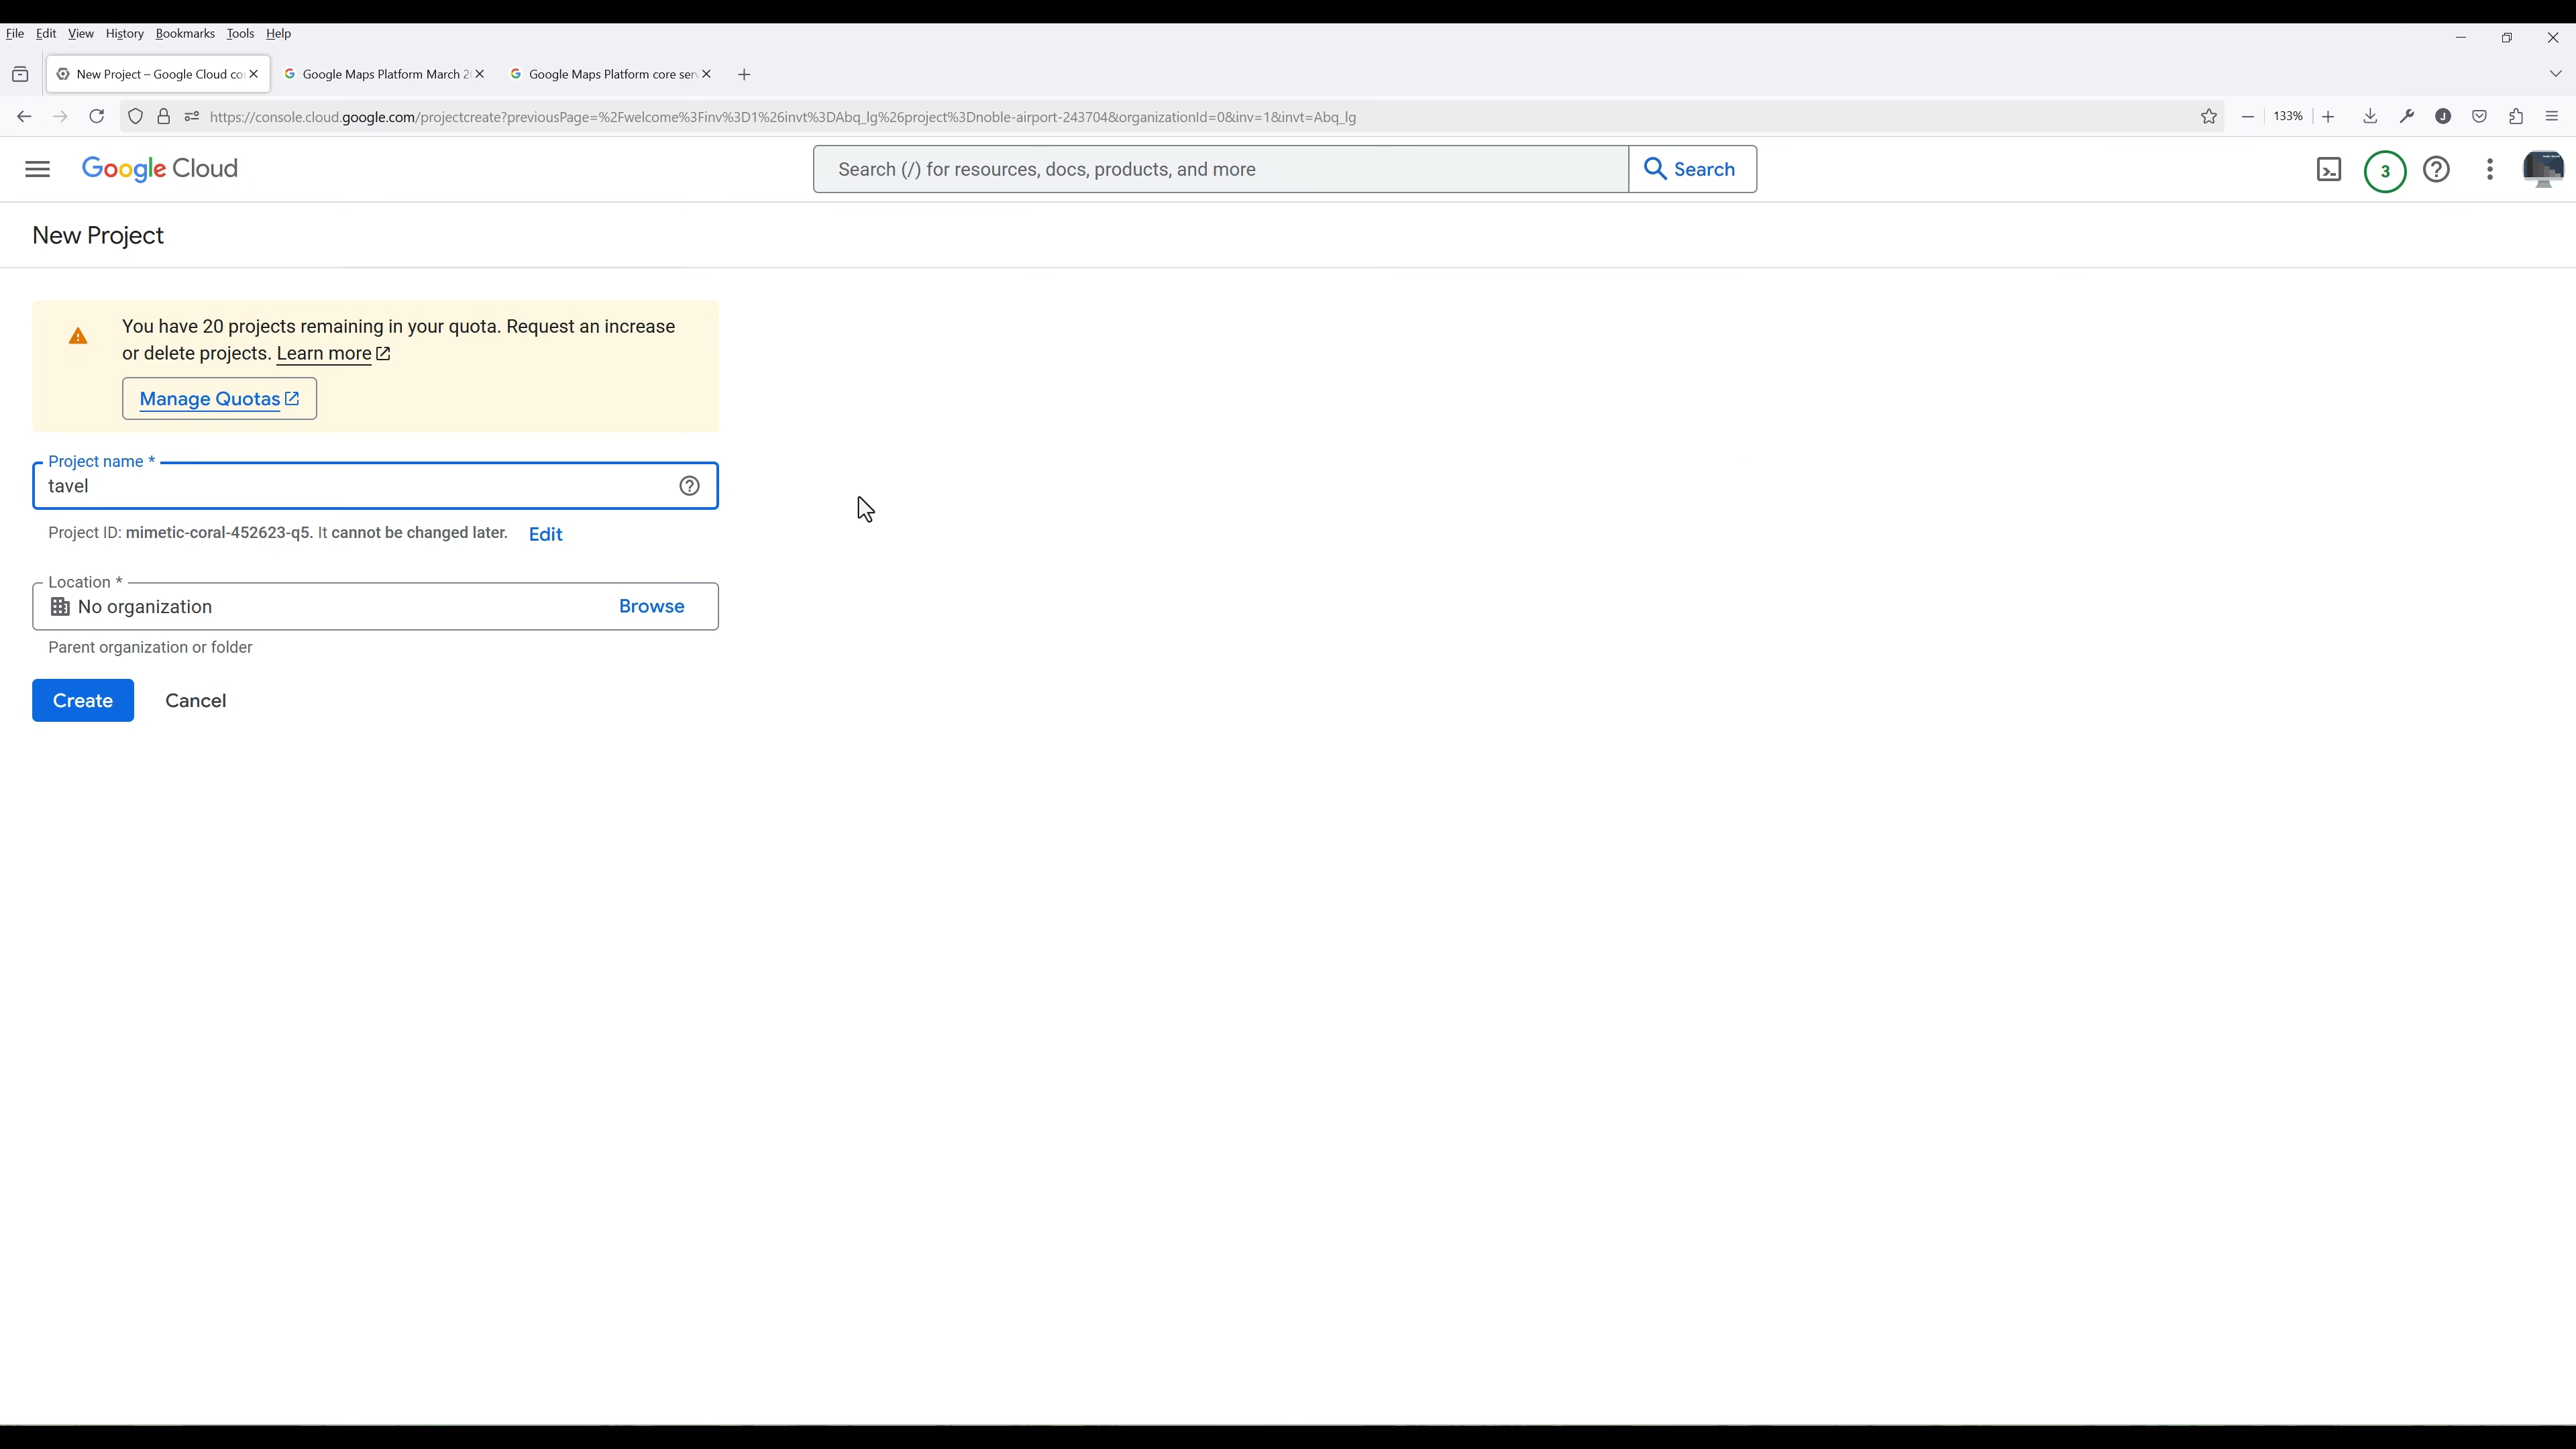 File Edit View History Bookmarks Tools Help
New Project – Google Cloud co
Google Maps Platform March 2
Google Maps Platform core ser
https://console.cloud.google.com/projectcreate?previousPage=%2Fwelcome%3Finv%3D1%26invt%3DAbq_lg%26project%3Dnoble-airport-243704&organizationId=0&inv=1&invt=Abq_lg
133%
J
Google Cloud
Search (/) for resources, docs, products, and more
Search
3
New Project
You have 20 projects remaining in your quota. Request an increase
or delete projects. Learn more
Manage Quotas
Project name *
tavel
Project ID: mimetic-coral-452623-q5. It cannot be changed later. Edit
Location *
No organization
Browse
Parent organization or folder
Create
Cancel